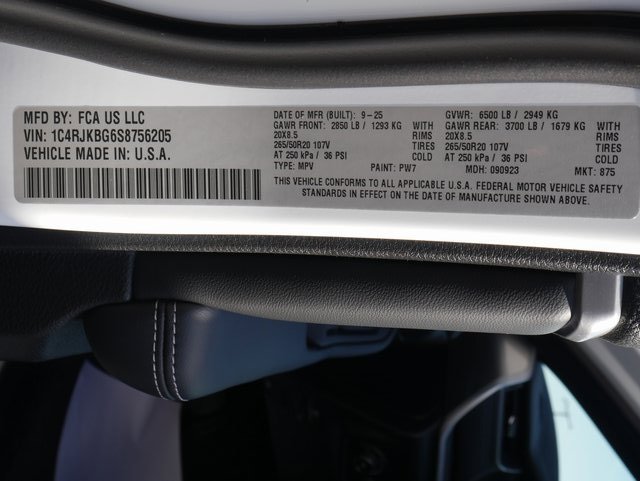 MFD BY: FCA US LLC
VIN: 1C4RJKBG6S8756205
VEHICLE MADE IN: U.S.A.
DATE OF MFR (BUILT): 9-25
GAWR FRONT: 2850 LB / 1293 KG WITH
20X8.5 RIMS
265/50R20 107V TIRES
AT 250 kPa / 36 PSI COLD
TYPE: MPV PAINT: PW7
GVWR: 6500 LB / 2949 KG
GAWR REAR: 3700 LB / 1679 KG WITH
20X8.5 RIMS
265/50R20 107V TIRES
AT 250 kPa / 36 PSI COLD
MDH: 090923 MKT: 875
THIS VEHICLE CONFORMS TO ALL APPLICABLE U.S.A. FEDERAL MOTOR VEHICLE SAFETY
STANDARDS IN EFFECT ON THE DATE OF MANUFACTURE SHOWN ABOVE.